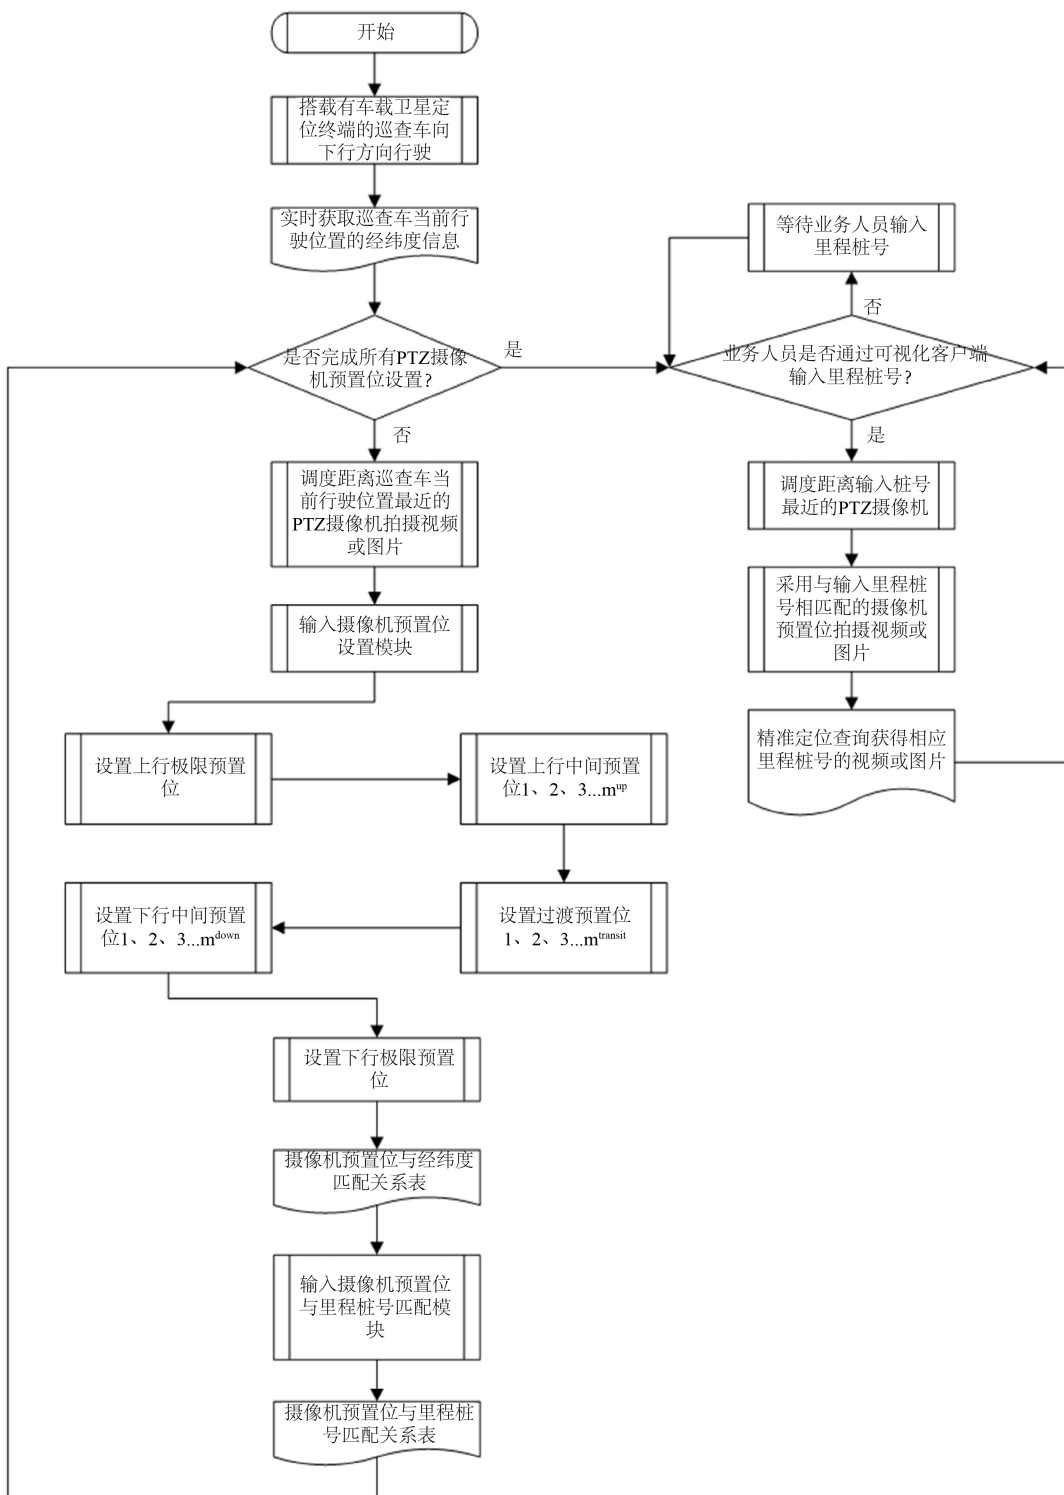 开始
搭载有车载卫星定
位终端的巡查车向
下行方向行驶
实时获取巡查车当前行
驶位置的经纬度信息
是否完成所有PTZ摄像
机预置位设置?
是
否
调度距离巡查车当
前行驶位置最近的
PTZ摄像机拍摄视频
或图片
输入摄像机预置位
设置模块
设置上行极限预置
位
设置上行中间预置
位1、2、3...m^up
设置过渡预置位
1、2、3...m^transit
设置下行中间预置
位1、2、3...m^down
设置下行极限预置
位
摄像机预置位与经纬度
匹配关系表
输入摄像机预置位
与里程桩号匹配模
块
摄像机预置位与里程桩
号匹配关系表
等待业务人员输入
里程桩号
否
业务人员是否通过可视化客户端
输入里程桩号?
是
调度距离输入桩号
最近的PTZ摄像机
采用与输入里程桩
号相匹配的摄像机
预置位拍摄视频或
图片
精准定位查询获得相应
里程桩号的视频或图片